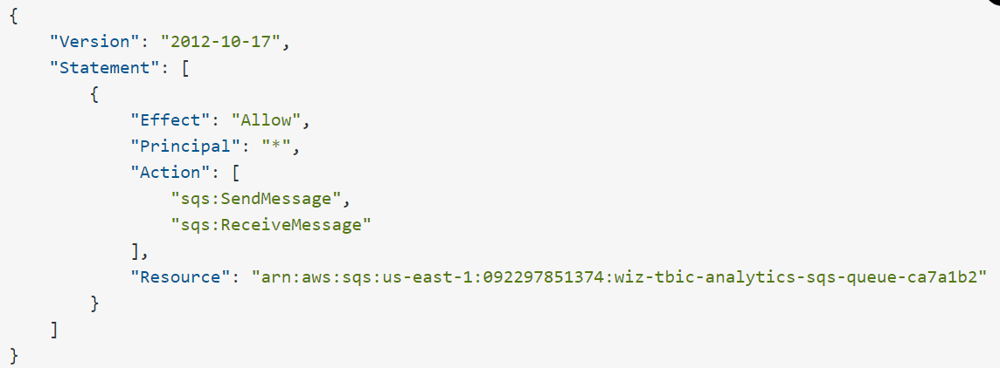 {
    "Version": "2012-10-17",
    "Statement": [
        {
            "Effect": "Allow",
            "Principal": "*",
            "Action": [
                "sqs:SendMessage",
                "sqs:ReceiveMessage"
            ],
            "Resource": "arn:aws:sqs:us-east-1:092297851374:wiz-tbic-analytics-sqs-queue-ca7a1b2"
        }
    ]
}